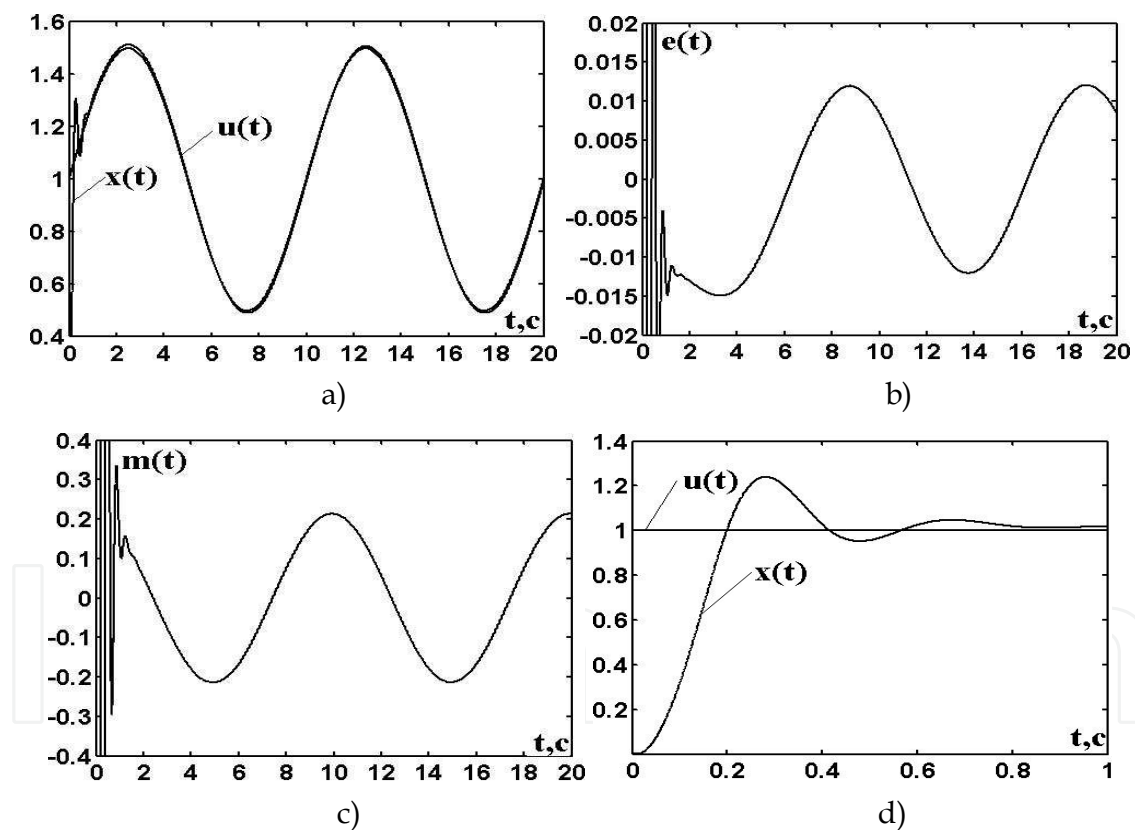 1.6
1.4
1.2
1
0.8
0.6
0.4
u(t)
x(t)
t,c
0 2 4 6 8 10 12 14 16 18 20
a)
0.02
0.015
0.01
0.005
0
-0.005
-0.01
-0.015
-0.02
e(t)
t,c
0 2 4 6 8 10 12 14 16 18 20
b)
0.4
0.3
0.2
0.1
0
-0.1
-0.2
-0.3
-0.4
m(t)
t,c
0 2 4 6 8 10 12 14 16 18 20
c)
1.4
1.2
1
0.8
0.6
0.4
0.2
u(t)
x(t)
t,c
0 0.2 0.4 0.6 0.8 1
d)